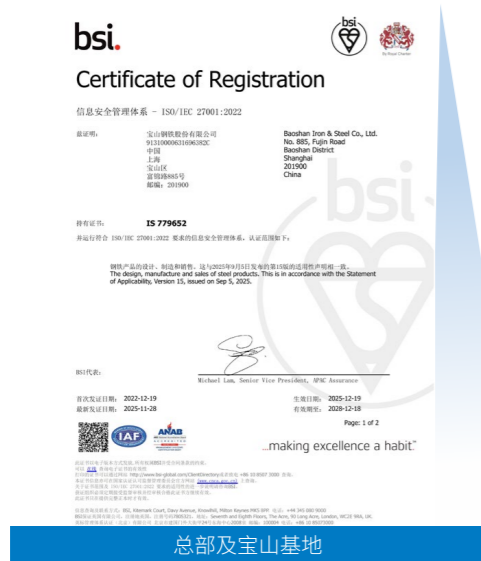 bsi.
bsi
By Royal Charter
Certificate of Registration
信息安全管理体系 - ISO/IEC 27001:2022
兹证明:
宝山钢铁股份有限公司
91310000631696382C
中国
上海
宝山区
富锦路885号
邮编: 201900
Baoshan Iron & Steel Co., Ltd.
No. 885, Fujin Road
Baoshan District
Shanghai
201900
China
持有证书:
IS 779652
并运行符合 ISO/IEC 27001:2022 要求的信息安全管理体系,认证范围如下:
钢铁产品的设计、制造和销售。这与2025年9月5日发布的第15版的适用性声明相一致。
The design, manufacture and sales of steel products. This is in accordance with the Statement
of Applicability, Version 15, issued on Sep 5, 2025.
BSI代表:
Michael Lam, Senior Vice President, APAC Assurance
首次发证日期: 2022-12-19
生效日期: 2025-12-19
最新发证日期: 2025-11-28
有效期至: 2028-12-18
Page: 1 of 2
IAF
ANAB
...making excellence a habit.™
总部及宝山基地